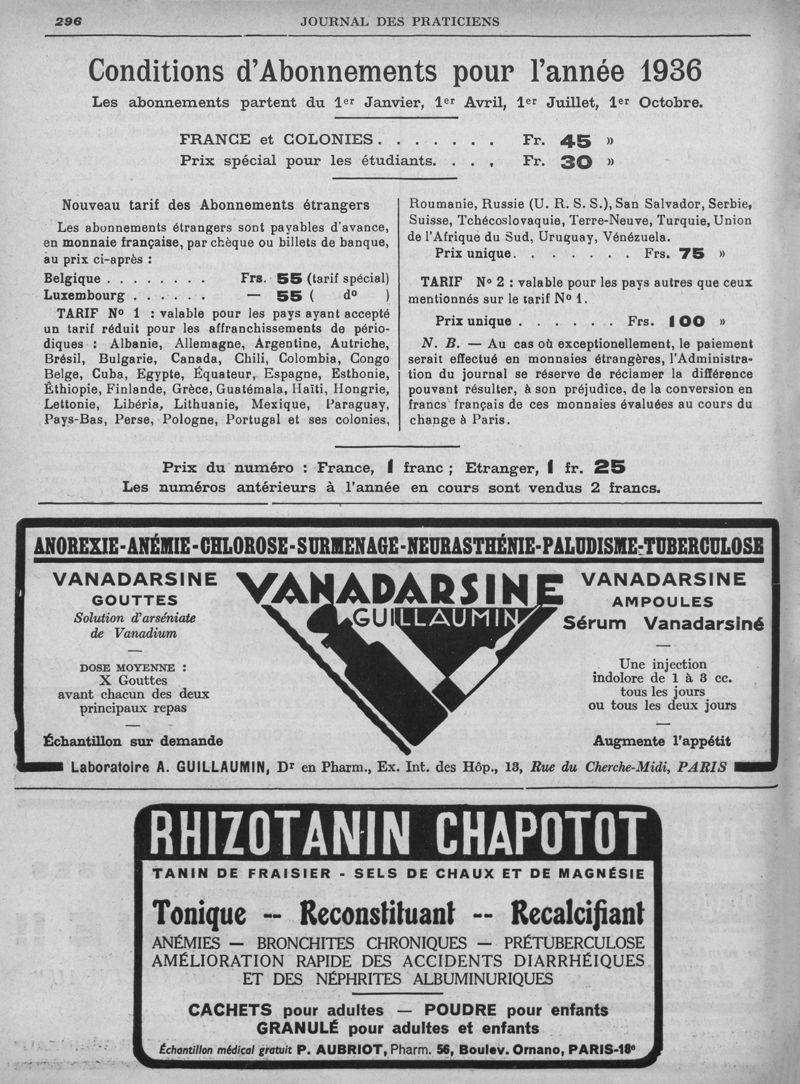 296
JOURNAL DES PRATICIENS
Conditions d'Abonnements pour l'année 1936
Les abonnements partent du 1er Janvier, 1er Avril, 1er Juillet, 1er Octobre.
FRANCE et COLONIES . . . . . . . Fr. 45 »
Prix spécial pour les étudiants. . . . Fr. 30 »
Nouveau tarif des Abonnements étrangers
Les abonnements étrangers sont payables d'avance,
en monnaie française, par chèque ou billets de banque,
au prix ci-après :
Belgique . . . . . . . . Frs. 55 (tarif spécial)
Luxembourg . . . . . . — 55 ( do )
TARIF No 1 : valable pour les pays ayant accepté
un tarif réduit pour les affranchissements de pério-
diques : Albanie, Allemagne, Argentine, Autriche,
Brésil, Bulgarie, Canada, Chili, Colombia, Congo
Belge, Cuba, Egypte, Équateur, Espagne, Esthonie,
Éthiopie, Finlande, Grèce, Guatémala, Haïti, Hongrie,
Lettonie, Libéria, Lithuanie, Mexique, Paraguay,
Pays-Bas, Perse, Pologne, Portugal et ses colonies,
Roumanie, Russie (U. R. S. S.), San Salvador, Serbie,
Suisse, Tchécoslovaquie, Terre-Neuve, Turquie, Union
de l'Afrique du Sud, Uruguay, Vénézuela.
Prix unique. . . . . . . . Frs. 75 »
TARIF No 2 : valable pour les pays autres que ceux
mentionnés sur le tarif No 1.
Prix unique . . . . . . Frs. 100 »
N. B. — Au cas où exceptionellement, le paiement
serait effectué en monnaies étrangères, l'Administra-
tion du journal se réserve de réclamer la différence
pouvant résulter, à son préjudice, de la conversion en
francs français de ces monnaies évaluées au cours du
change à Paris.
Prix du numéro : France, 1 franc ; Etranger, 1 fr. 25
Les numéros antérieurs à l'année en cours sont vendus 2 francs.
ANOREXIE-ANÉMIE-CHLOROSE-SURMENAGE-NEURASTHÉNIE-PALUDISME-TUBERCULOSE
VANADARSINE
GOUTTES
Solution d'arséniate
de Vanadium
DOSE MOYENNE :
X Gouttes
avant chacun des deux
principaux repas
Échantillon sur demande
VANADARSINE
GUILLAUMIN
VANADARSINE
AMPOULES
Sérum Vanadarsiné
Une injection
indolore de 1 à 3 cc.
tous les jours
ou tous les deux jours
Augmente l'appétit
Laboratoire A. GUILLAUMIN, Dr en Pharm., Ex. Int. des Hôp., 13, Rue du Cherche-Midi, PARIS
RHIZOTANIN CHAPOTOT
TANIN DE FRAISIER - SELS DE CHAUX ET DE MAGNÉSIE
Tonique -- Reconstituant -- Recalcifiant
ANÉMIES — BRONCHITES CHRONIQUES — PRÉTUBERCULOSE
AMÉLIORATION RAPIDE DES ACCIDENTS DIARRHÉIQUES
ET DES NÉPHRITES ALBUMINURIQUES
CACHETS pour adultes — POUDRE pour enfants
GRANULÉ pour adultes et enfants
Échantillon médical gratuit P. AUBRIOT, Pharm. 56, Boulev. Ornano, PARIS-18e